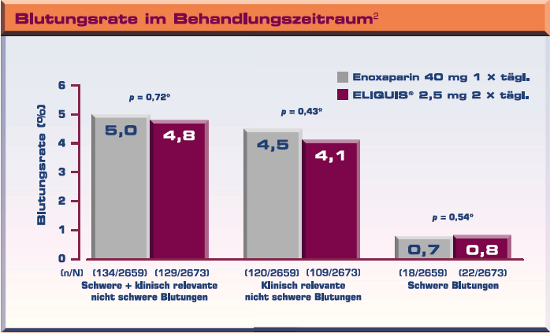 Blutungsrate im Behandlungszeitraum²
Enoxaparin 40 mg 1 × tägl.
ELIQUIS® 2,5 mg 2 × tägl.
Blutungsrate (%)
6
5
4
3
2
1
0
p = 0,72°
p = 0,43°
p = 0,54°
5,0
4,8
4,5
4,1
0,7
0,8
(n/N) (134/2659) (129/2673) (120/2659) (109/2673) (18/2659) (22/2673)
Schwere + klinisch relevante
nicht schwere Blutungen
Klinisch relevante
nicht schwere Blutungen
Schwere Blutungen